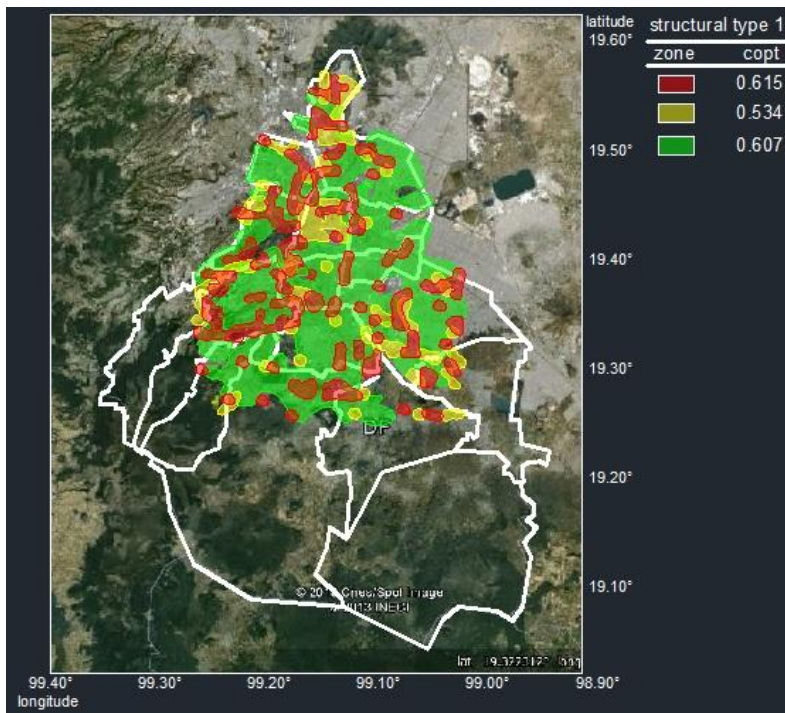 latitude
structural type 1
zone copt
0.615
0.534
0.607
19.60°
19.50°
19.40°
19.30°
19.20°
19.10°
DF
Cnes/Spot Image
2013 INEGI
lat
99.40° 99.30° 99.20° 99.10° 99.00° 98.90°
longitude